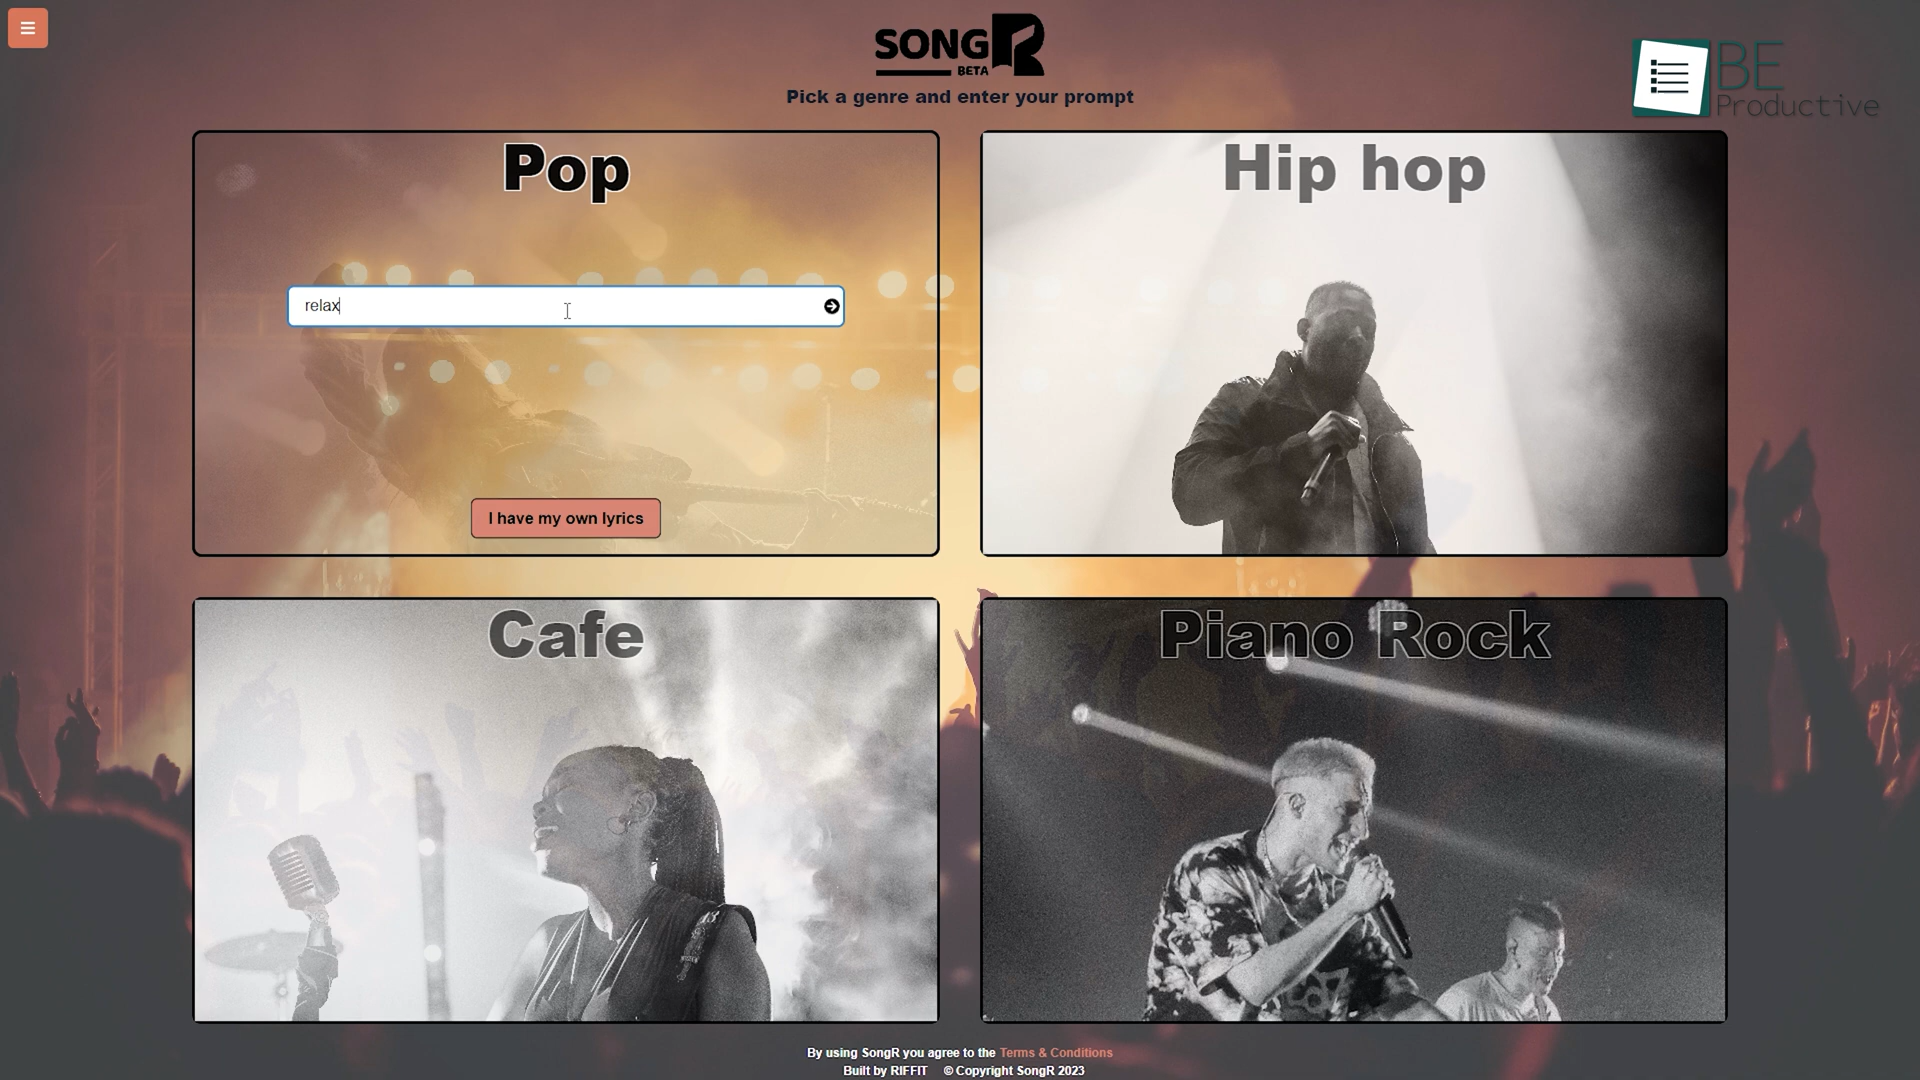 SONGR
BETA
BE
Productive
Pick a genre and enter your prompt
Pop
Hip hop
relax
I have my own lyrics
Cafe
Piano Rock
By using SongR you agree to the Terms & Conditions
Built by RIFFIT © Copyright SongR 2023